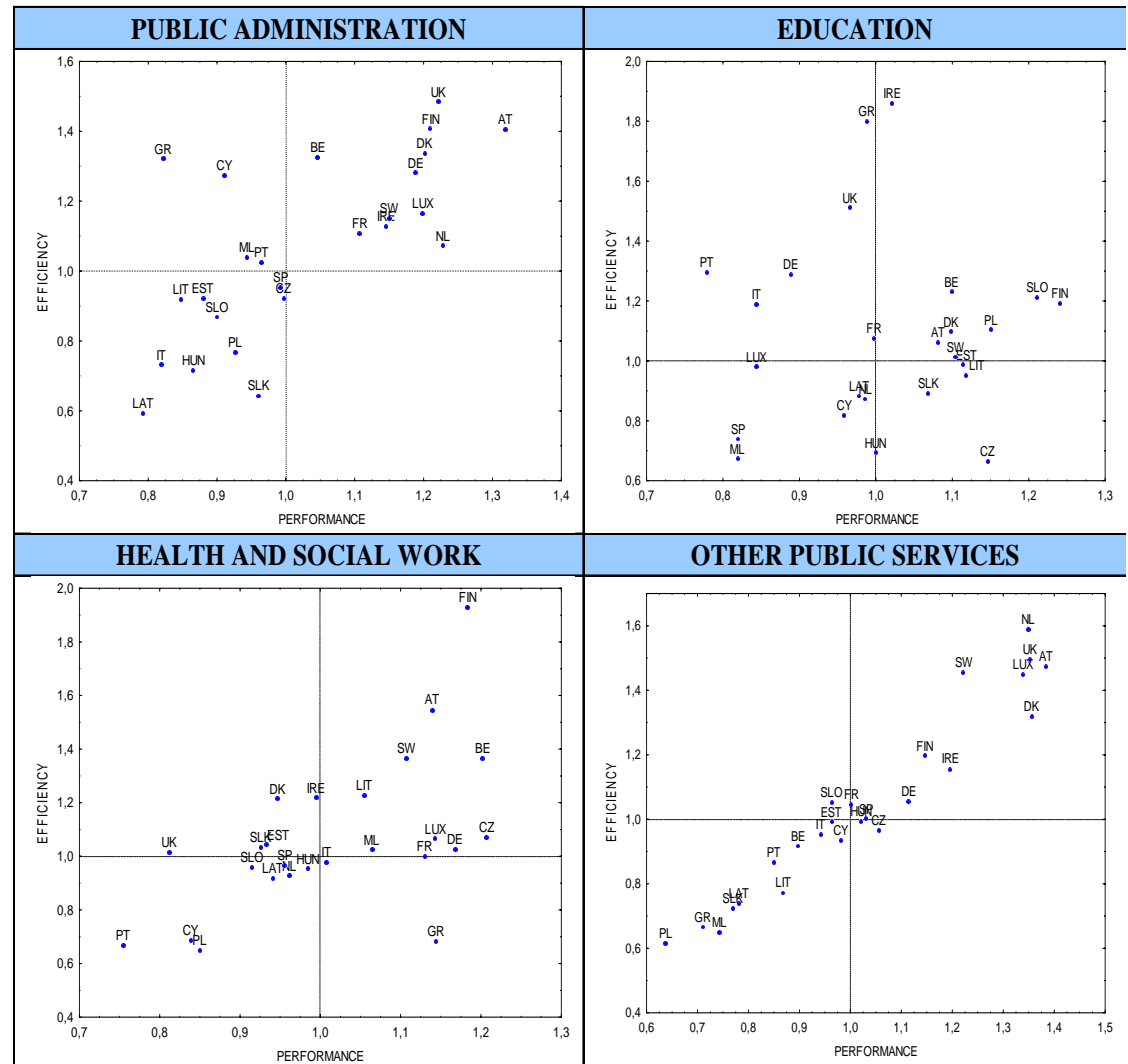 PUBLIC ADMINISTRATION
1,6
1,4
1,2
1,0
0,8
0,6
0,4
EFFICIENCY
UK
FIN
AT
DK
BE
DE
GR
CY
LUX
SW
IRE
FR
NL
ML
PT
SP
CZ
LIT
EST
SLO
PL
IT
HUN
SLK
LAT
0,7 0,8 0,9 1,0 1,1 1,2 1,3 1,4
PERFORMANCE
EDUCATION
2,0
1,8
1,6
1,4
1,2
1,0
0,8
0,6
EFFICIENCY
IRE
GR
UK
PT
DE
IT
BE
SLO
FIN
PL
DK
FR
AT
SW
EST
LIT
LUX
LAT
NL
SLK
CY
SP
ML
HUN
CZ
0,7 0,8 0,9 1,0 1,1 1,2 1,3
PERFORMANCE
HEALTH AND SOCIAL WORK
2,0
1,8
1,6
1,4
1,2
1,0
0,8
0,6
0,4
EFFICIENCY
FIN
AT
SW
BE
DK
IRE
LIT
CZ
LUX
DE
ML
FR
UK
SLK
EST
SLO
SP
LAT
NL
HUN
IT
GR
CY
PT
PL
0,7 0,8 0,9 1,0 1,1 1,2 1,3
PERFORMANCE
OTHER PUBLIC SERVICES
1,6
1,4
1,2
1,0
0,8
0,6
0,4
EFFICIENCY
NL
UK
AT
SW
LUX
DK
FIN
IRE
DE
SLO
FR
EST
HUN
SP
CZ
IT
CY
BE
PT
LIT
LAT
SLK
GR
ML
PL
0,6 0,7 0,8 0,9 1,0 1,1 1,2 1,3 1,4 1,5
PERFORMANCE